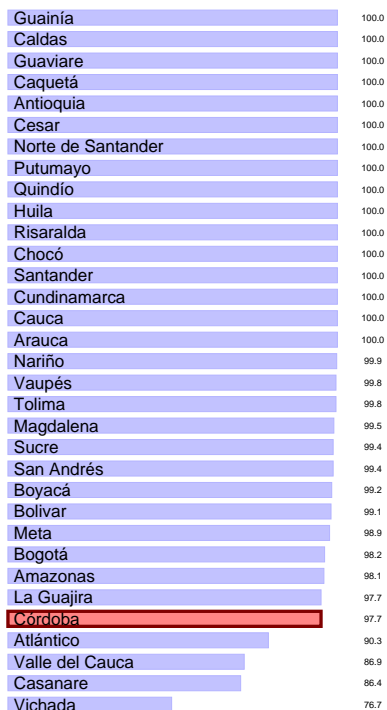 Guainía 100.0
Caldas 100.0
Guaviare 100.0
Caquetá 100.0
Antioquia 100.0
Cesar 100.0
Norte de Santander 100.0
Putumayo 100.0
Quindío 100.0
Huila 100.0
Risaralda 100.0
Chocó 100.0
Santander 100.0
Cundinamarca 100.0
Cauca 100.0
Arauca 100.0
Nariño 99.9
Vaupés 99.8
Tolima 99.8
Magdalena 99.5
Sucre 99.4
San Andrés 99.4
Boyacá 99.2
Bolivar 99.1
Meta 98.9
Bogotá 98.2
Amazonas 98.1
La Guajira 97.7
Córdoba 97.7
Atlántico 90.3
Valle del Cauca 86.9
Casanare 86.4
Vichada 76.7